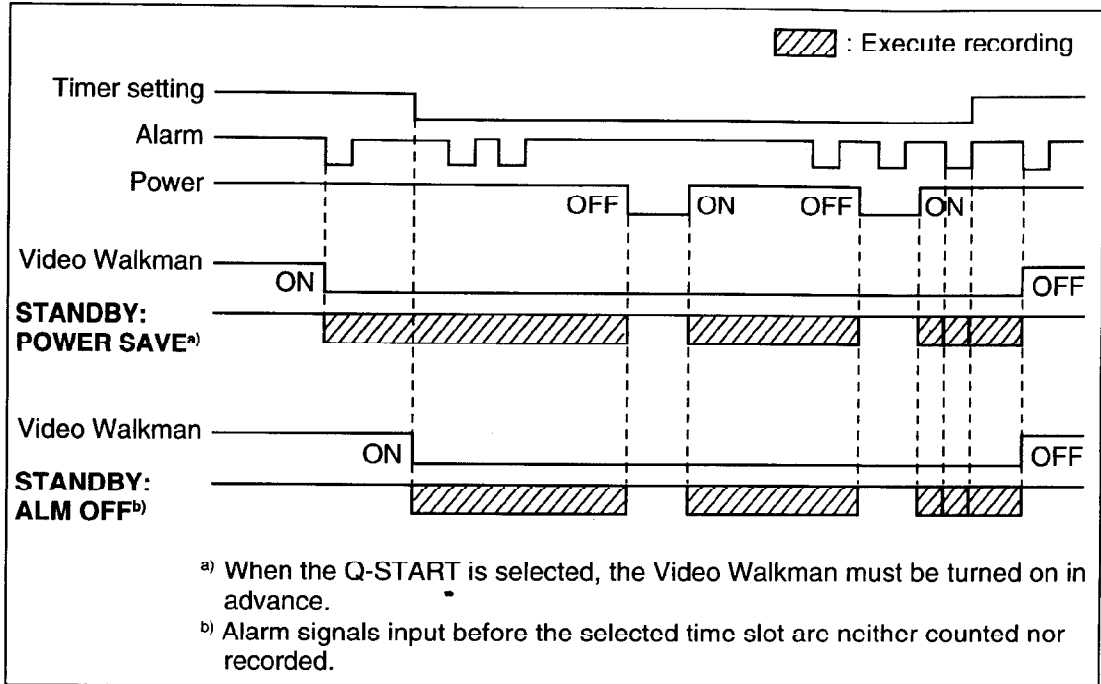 : Execute recording
Timer setting
Alarm
Power
OFF ON OFF ON
Video Walkman
ON OFF
STANDBY:
POWER SAVEa)
Video Walkman
ON OFF
STANDBY:
ALM OFFb)
a) When the Q-START is selected, the Video Walkman must be turned on in
advance.
b) Alarm signals input before the selected time slot are neither counted nor
recorded.